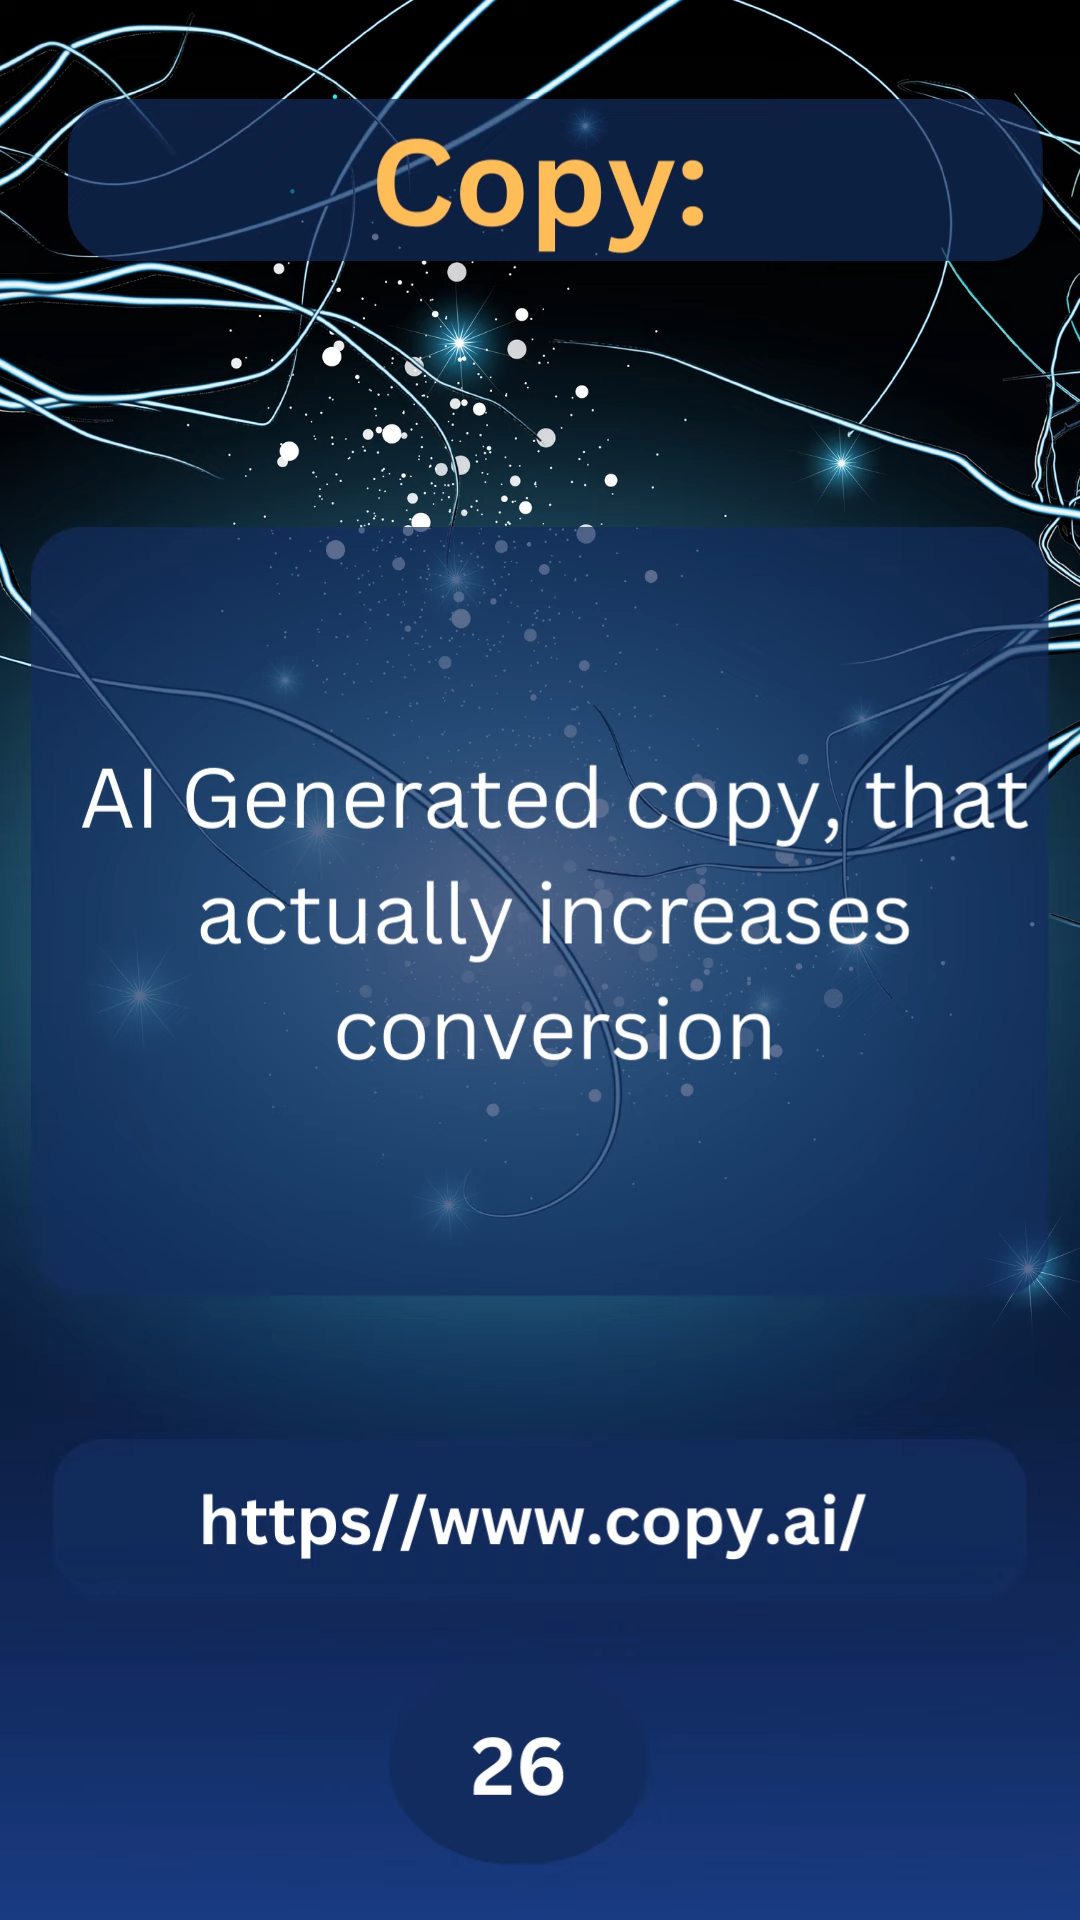 Copy:
AI Generated copy, that
actually increases
conversion
https//www.copy.ai/
26